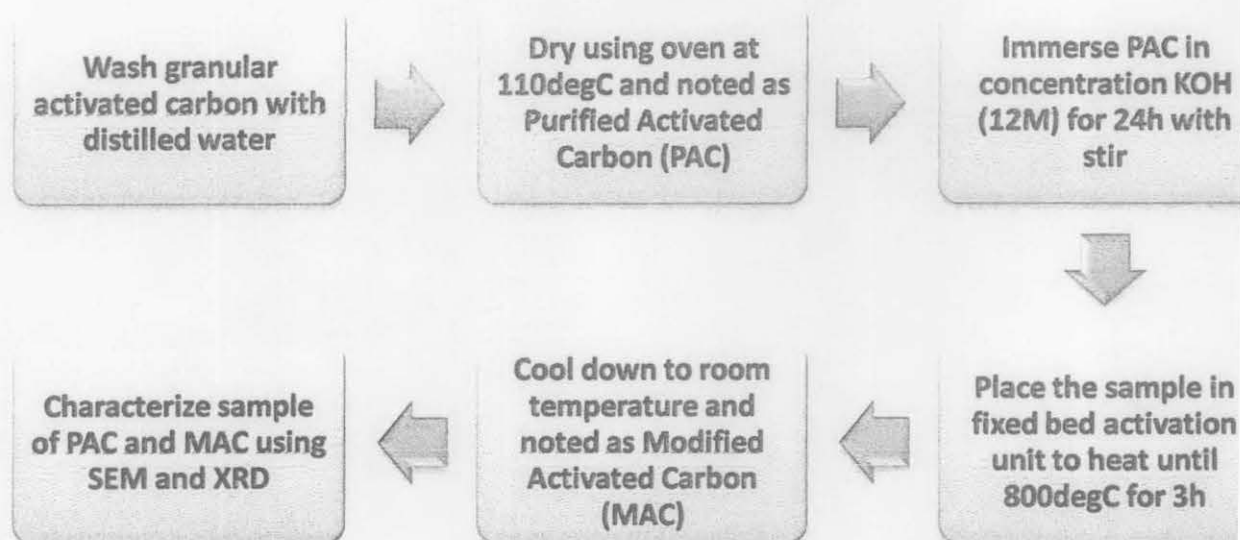 Wash granular
activated carbon with
distilled water
Dry using oven at
110degC and noted as
Purified Activated
Carbon (PAC)
Immerse PAC in
concentration KOH
(12M) for 24h with
stir
Place the sample in
fixed bed activation
unit to heat until
800degC for 3h
Cool down to room
temperature and
noted as Modified
Activated Carbon
(MAC)
Characterize sample
of PAC and MAC using
SEM and XRD